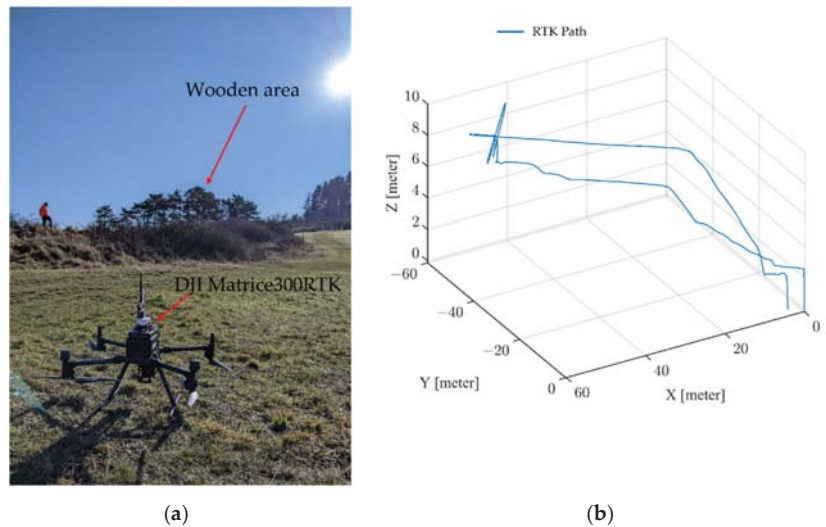 Wooden area
DJI Matrice300RTK
(a)
RTK Path
10
8
6
4
2
0
Z [meter]
−60
−40
−20
0
Y [meter]
60
40
20
0
X [meter]
(b)